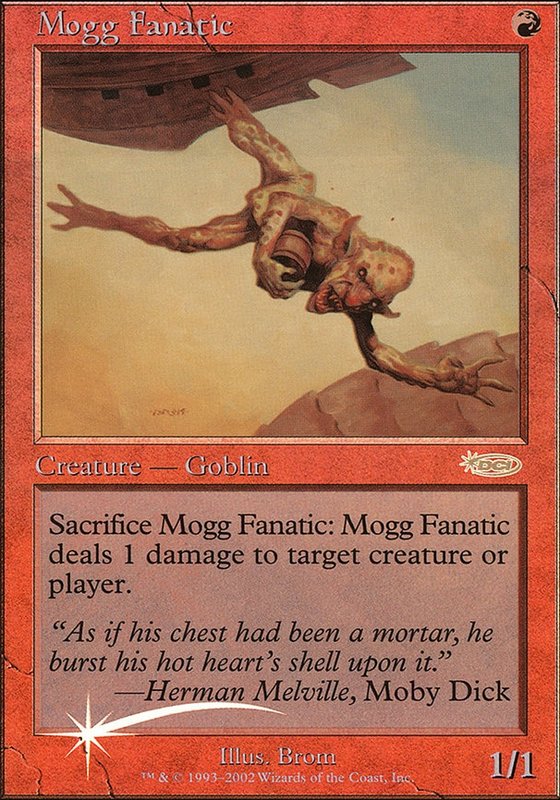 Mogg Fanatic
Creature — Goblin
DCI
Sacrifice Mogg Fanatic: Mogg Fanatic
deals 1 damage to target creature or
player.
“As if his chest had been a mortar, he
burst his hot heart’s shell upon it.”
—Herman Melville, Moby Dick
Illus. Brom
™ & © 1993–2002 Wizards of the Coast, Inc.
1/1